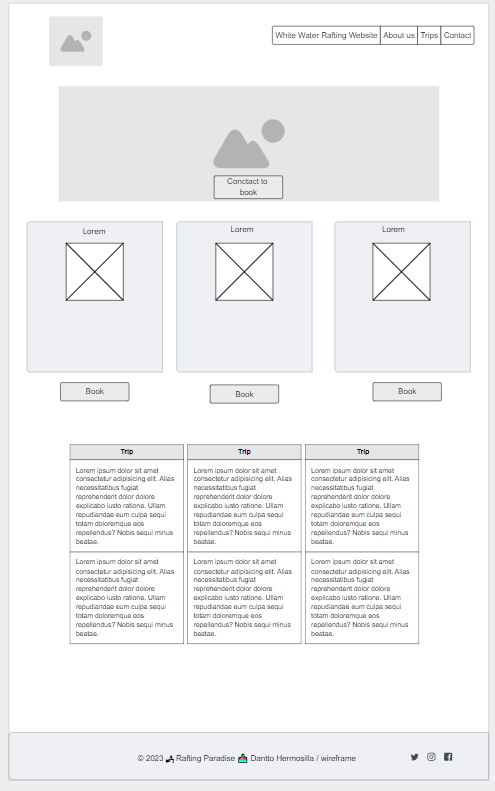 White Water Rafting Website About us Trips Contact
Conctact to
book
Lorem Lorem Lorem
Book Book Book
Trip Trip Trip
Lorem ipsum dolor sit amet
consectetur adipisicing elit. Alias
necessitatibus fugiat
reprehenderit dolor dolore
explicabo iusto ratione. Ullam
repudiandae eum culpa sequi
totam doloremque eos
repellendus? Nobis sequi minus
beatae.
Lorem ipsum dolor sit amet
consectetur adipisicing elit. Alias
necessitatibus fugiat
reprehenderit dolor dolore
explicabo iusto ratione. Ullam
repudiandae eum culpa sequi
totam doloremque eos
repellendus? Nobis sequi minus
beatae.
Lorem ipsum dolor sit amet
consectetur adipisicing elit. Alias
necessitatibus fugiat
reprehenderit dolor dolore
explicabo iusto ratione. Ullam
repudiandae eum culpa sequi
totam doloremque eos
repellendus? Nobis sequi minus
beatae.
Lorem ipsum dolor sit amet
consectetur adipisicing elit. Alias
necessitatibus fugiat
reprehenderit dolor dolore
explicabo iusto ratione. Ullam
repudiandae eum culpa sequi
totam doloremque eos
repellendus? Nobis sequi minus
beatae.
Lorem ipsum dolor sit amet
consectetur adipisicing elit. Alias
necessitatibus fugiat
reprehenderit dolor dolore
explicabo iusto ratione. Ullam
repudiandae eum culpa sequi
totam doloremque eos
repellendus? Nobis sequi minus
beatae.
Lorem ipsum dolor sit amet
consectetur adipisicing elit. Alias
necessitatibus fugiat
reprehenderit dolor dolore
explicabo iusto ratione. Ullam
repudiandae eum culpa sequi
totam doloremque eos
repellendus? Nobis sequi minus
beatae.
© 2023 Rafting Paradise Dantto Hermosilla / wireframe